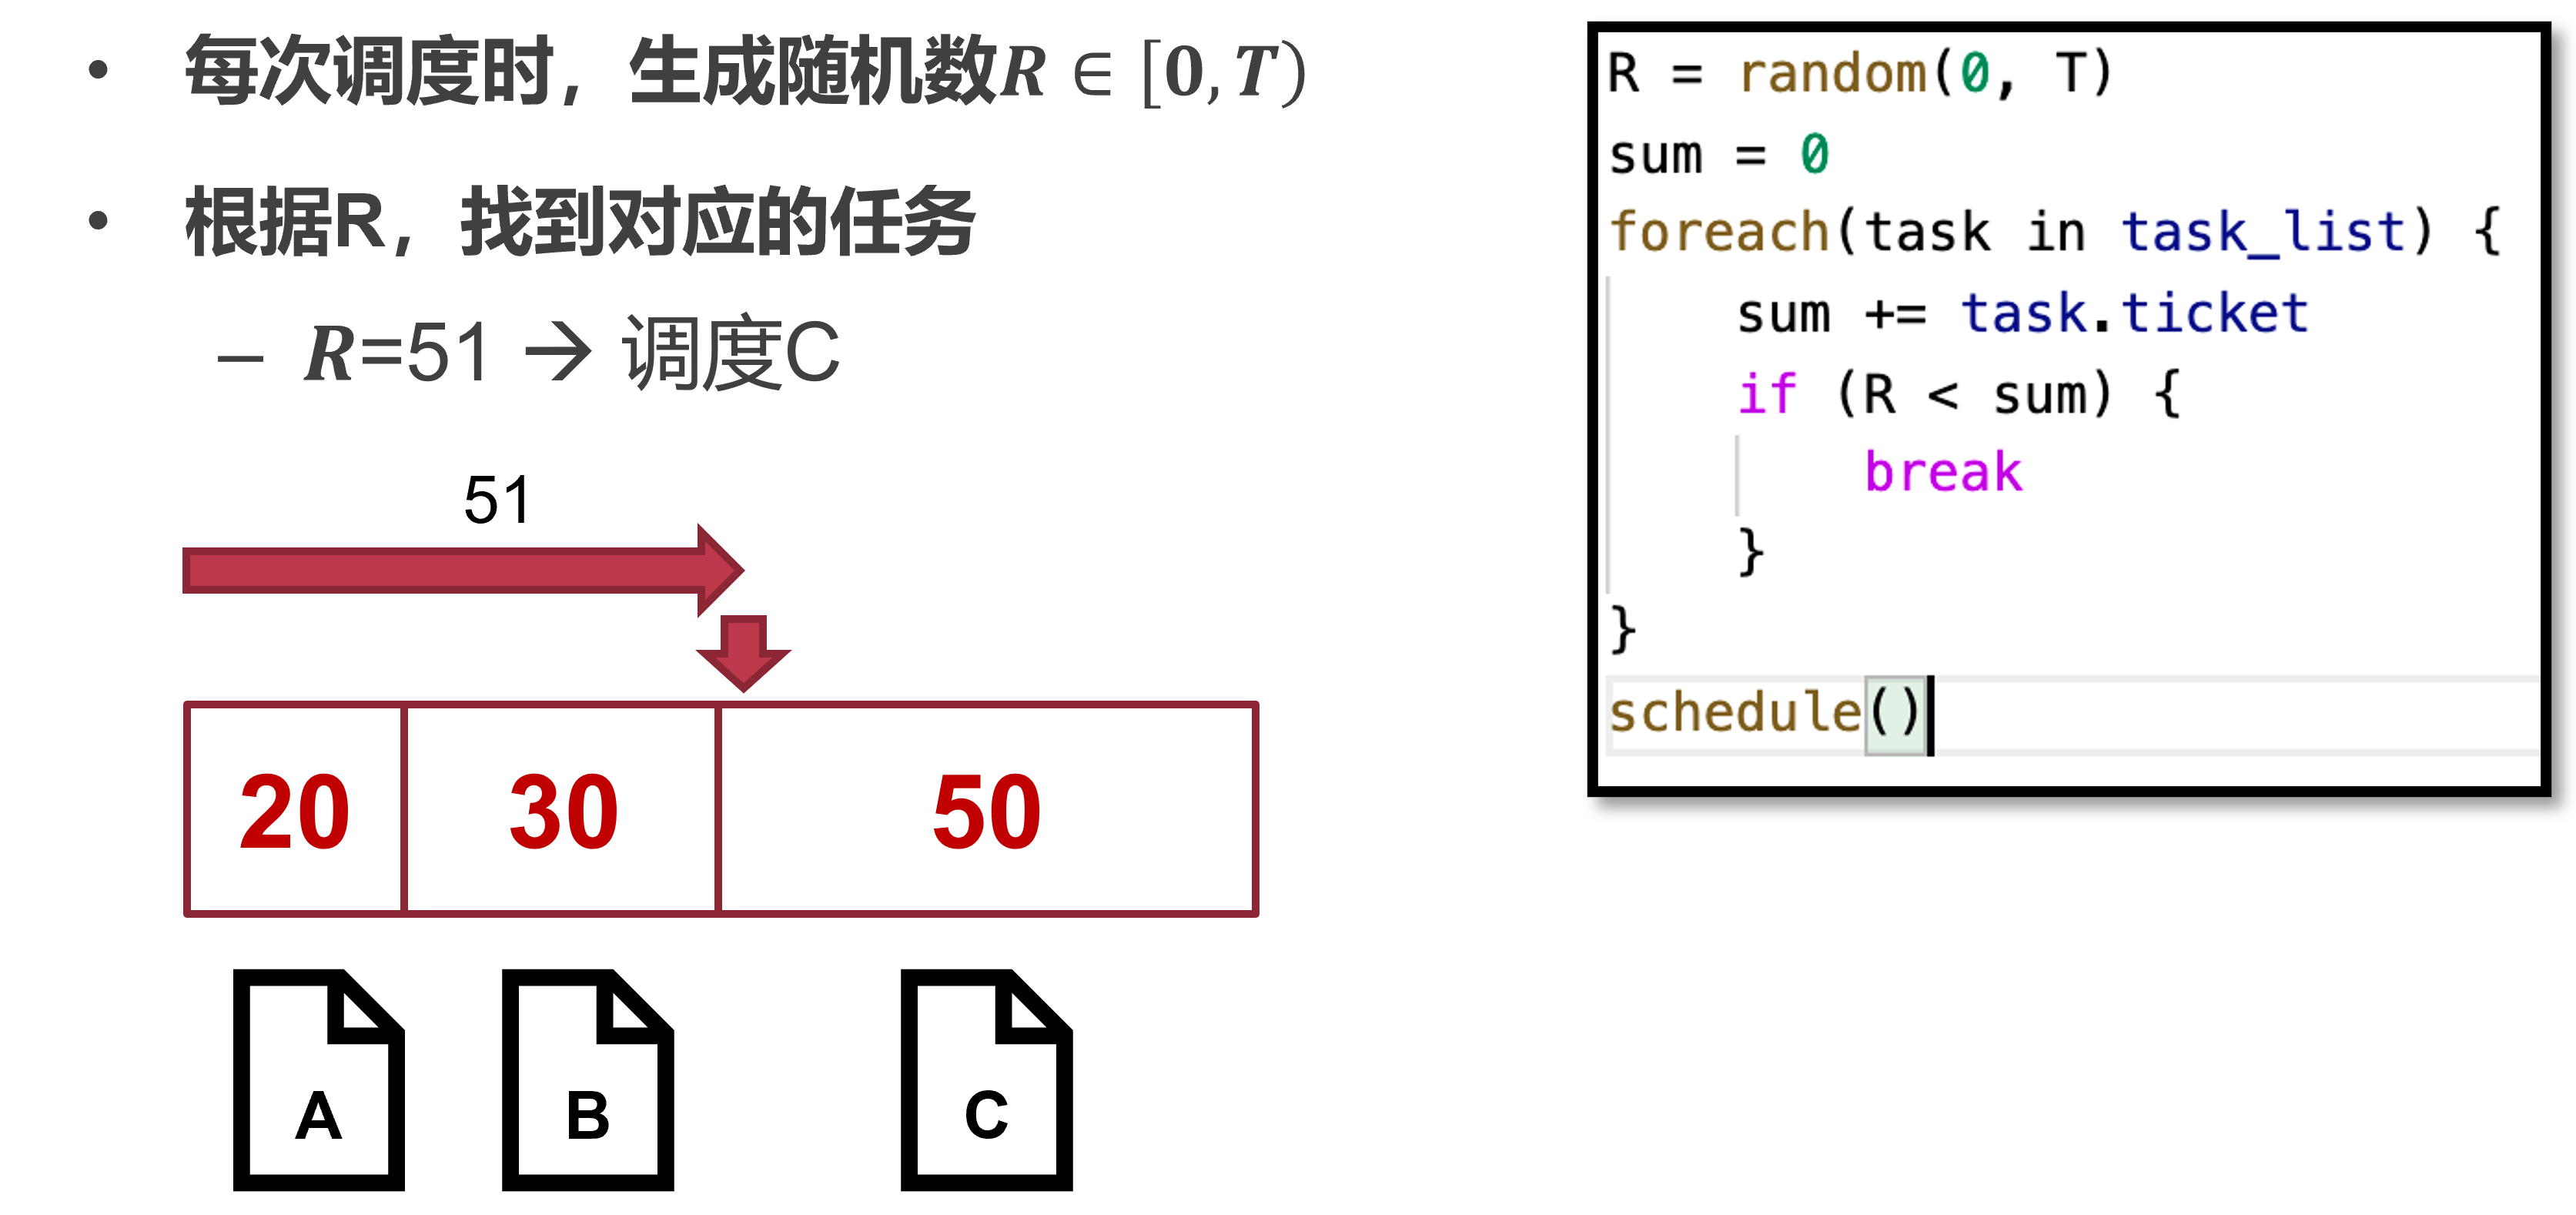 • 每次调度时，生成随机数R ∈ [0, T)
• 根据R，找到对应的任务
– R=51 → 调度C
51
20 30 50
A B C
R = random(0, T)
sum = 0
foreach(task in task_list) {
sum += task.ticket
if (R < sum) {
break
}
}
schedule()